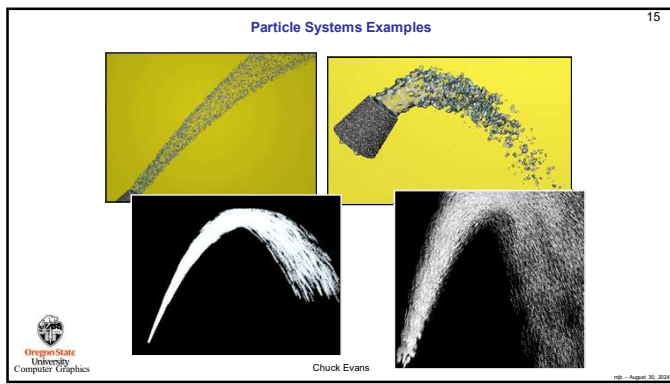 15
Particle Systems Examples
Oregon State
University
Computer Graphics
Chuck Evans
mjb – August 30, 2024